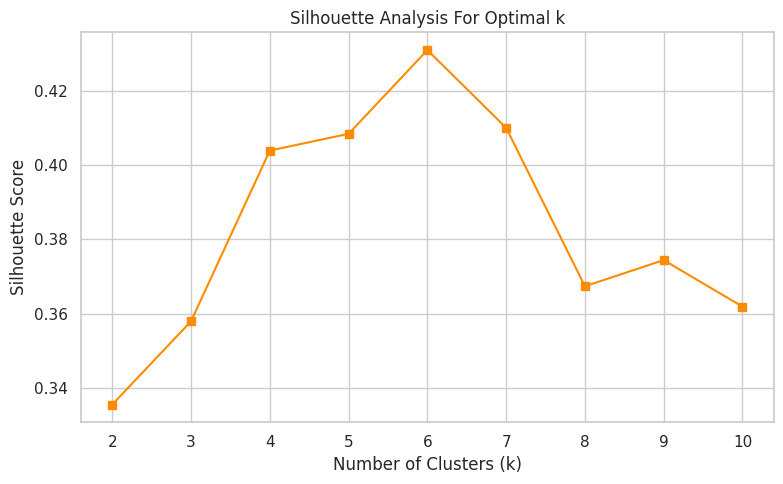 Silhouette Analysis For Optimal k
Silhouette Score
0.42
0.40
0.38
0.36
0.34
2 3 4 5 6 7 8 9 10
Number of Clusters (k)